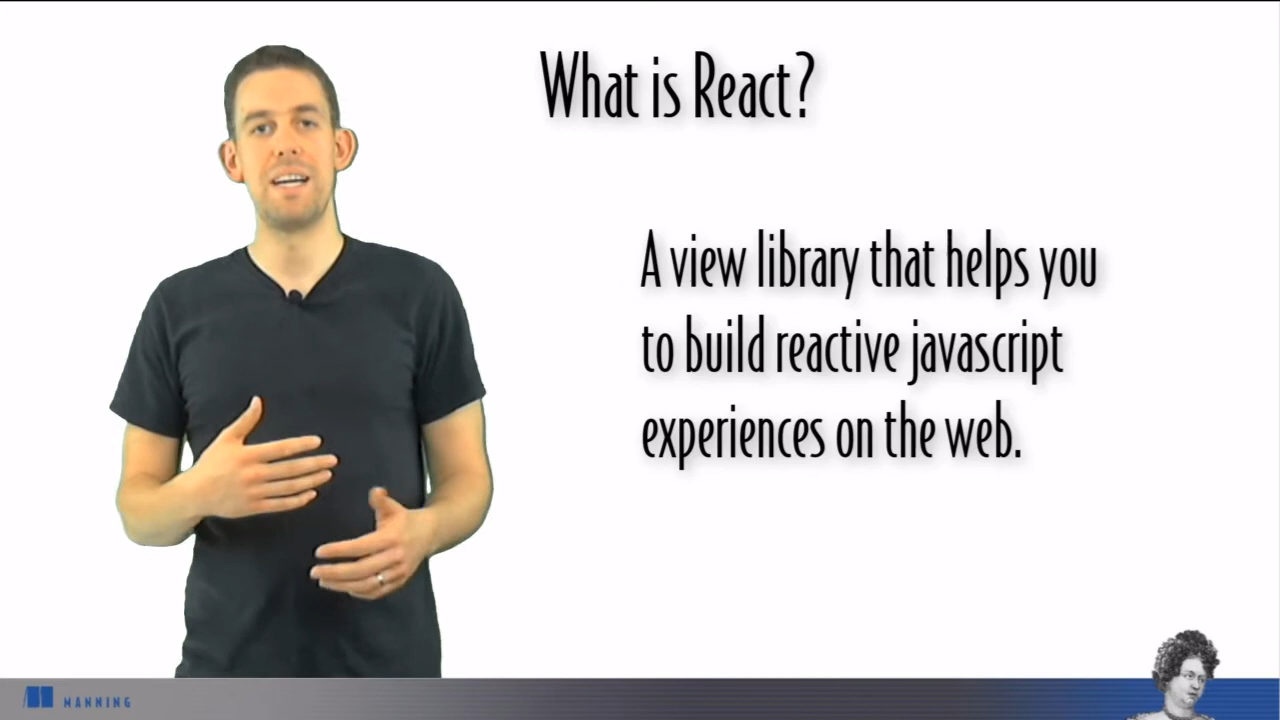 What is React?
A view library that helps you
to build reactive javascript
experiences on the web.
MANNING